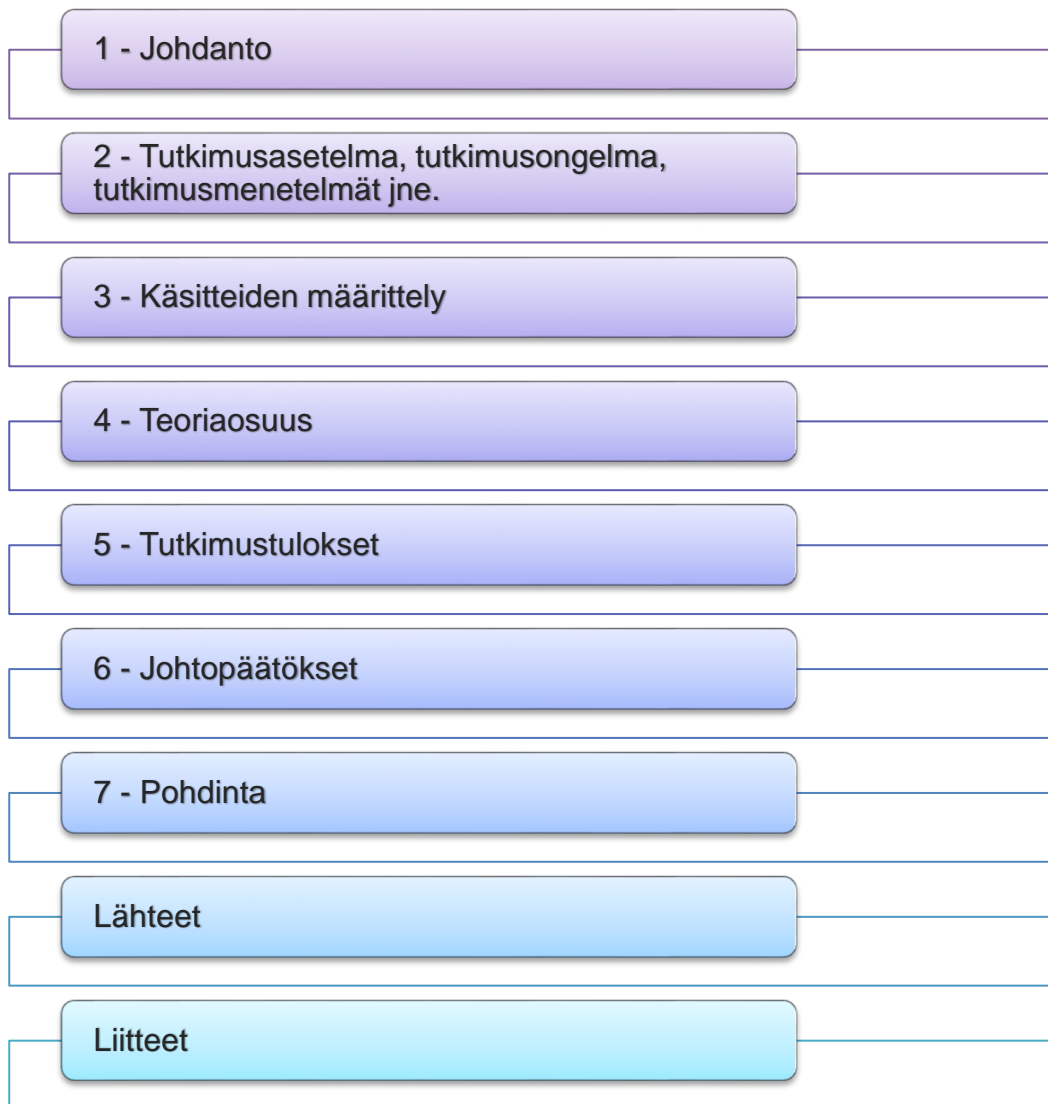 1 - Johdanto
2 - Tutkimusasetelma, tutkimusongelma,
tutkimusmenetelmät jne.
3 - Käsitteiden määrittely
4 - Teoriaosuus
5 - Tutkimustulokset
6 - Johtopäätökset
7 - Pohdinta
Lähteet
Liitteet